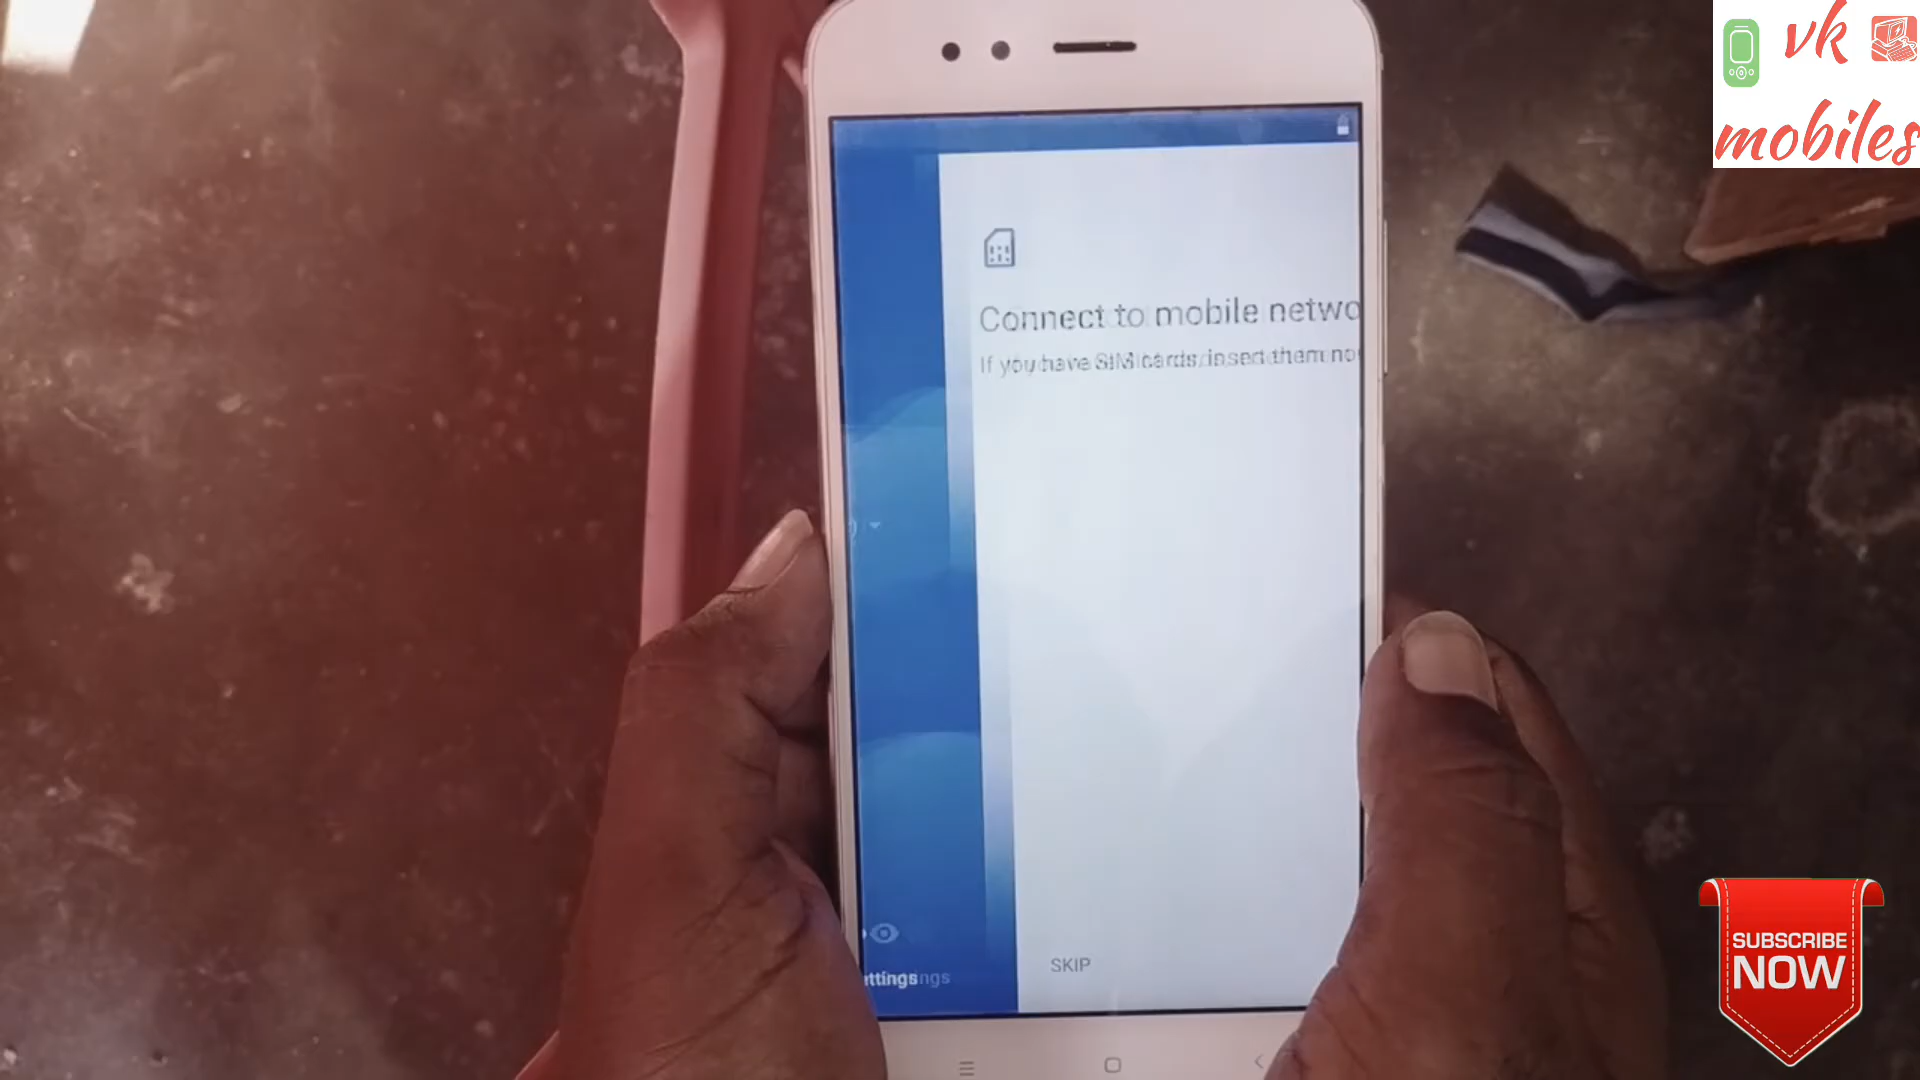 vk
mobiles
Connect to mobile netwo
If you have SIM cards, insert them no
ttings
SKIP
SUBSCRIBE
NOW